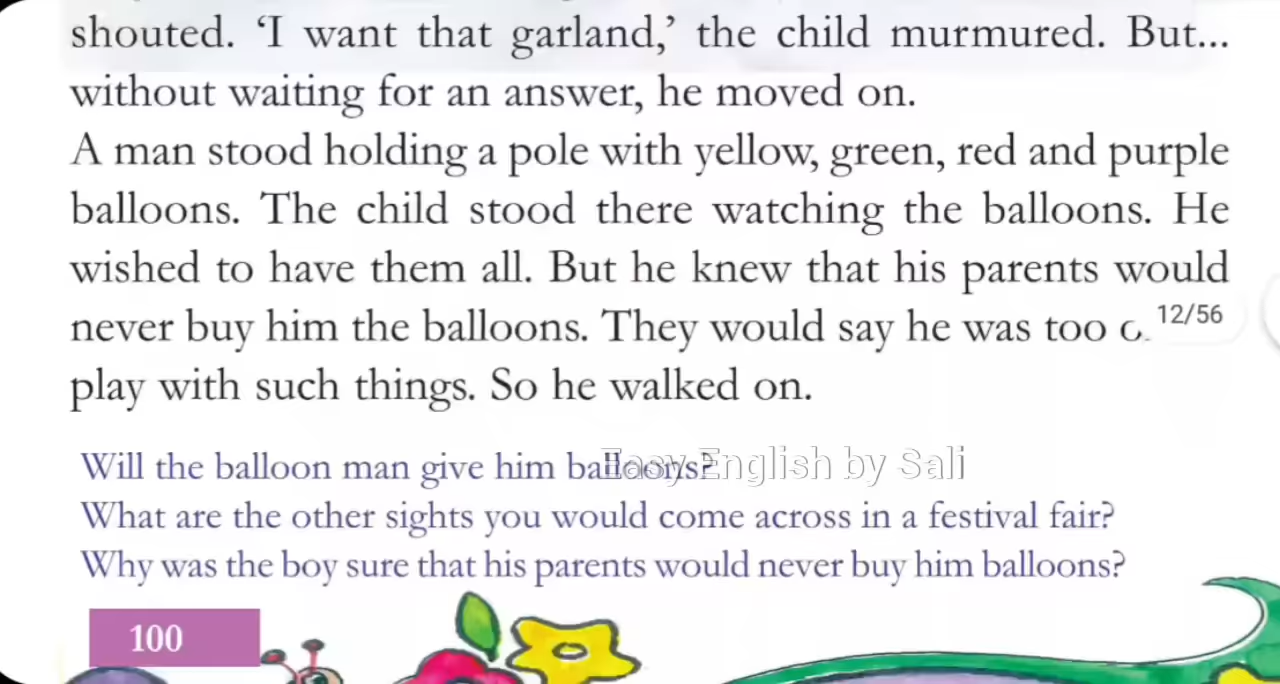 shouted. ‘I want that garland,’ the child murmured. But...
without waiting for an answer, he moved on.
A man stood holding a pole with yellow, green, red and purple
balloons. The child stood there watching the balloons. He
wished to have them all. But he knew that his parents would
never buy him the balloons. They would say he was too
12/56
play with such things. So he walked on.
Will the balloon man give him balloons?
Easy English by Sali
What are the other sights you would come across in a festival fair?
Why was the boy sure that his parents would never buy him balloons?
100